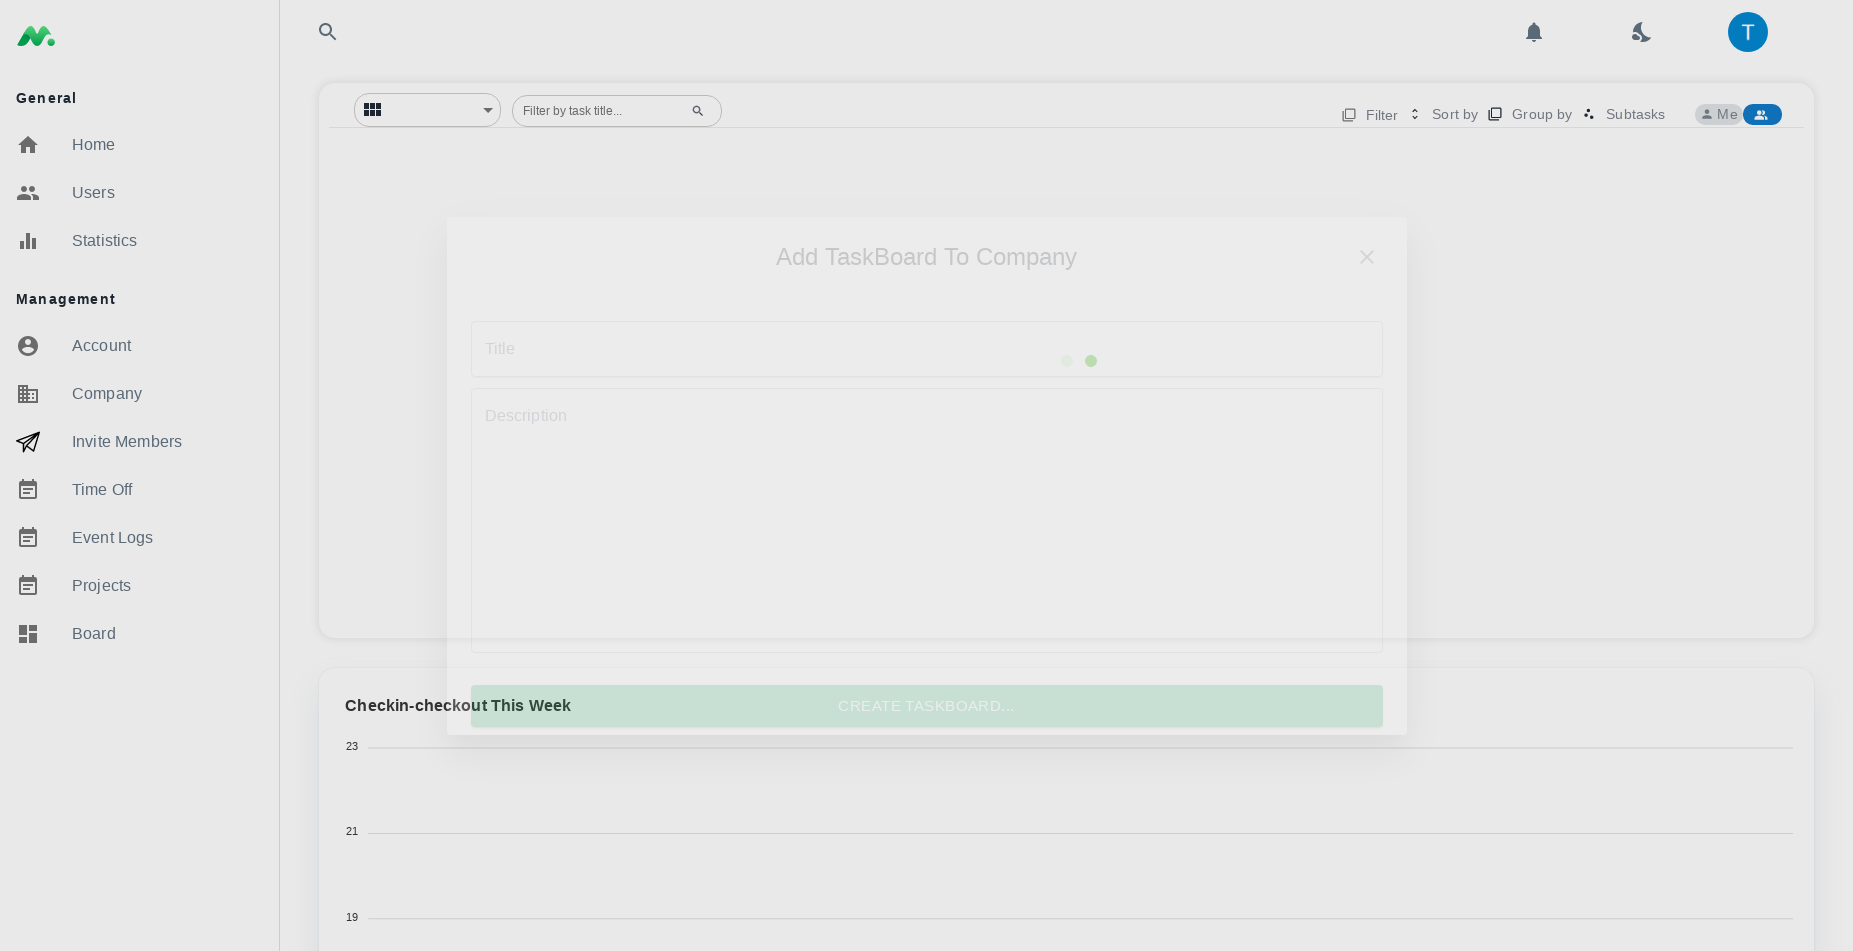 T
General
Home
Users
Statistics
Management
Account
Company
Invite Members
Time Off
Event Logs
Projects
Board
Filter by task title...
Filter
Sort by
Group by
Subtasks
Me
Add TaskBoard To Company
Title
Description
CREATE TASKBOARD...
Checkin-checkout This Week
23
21
19